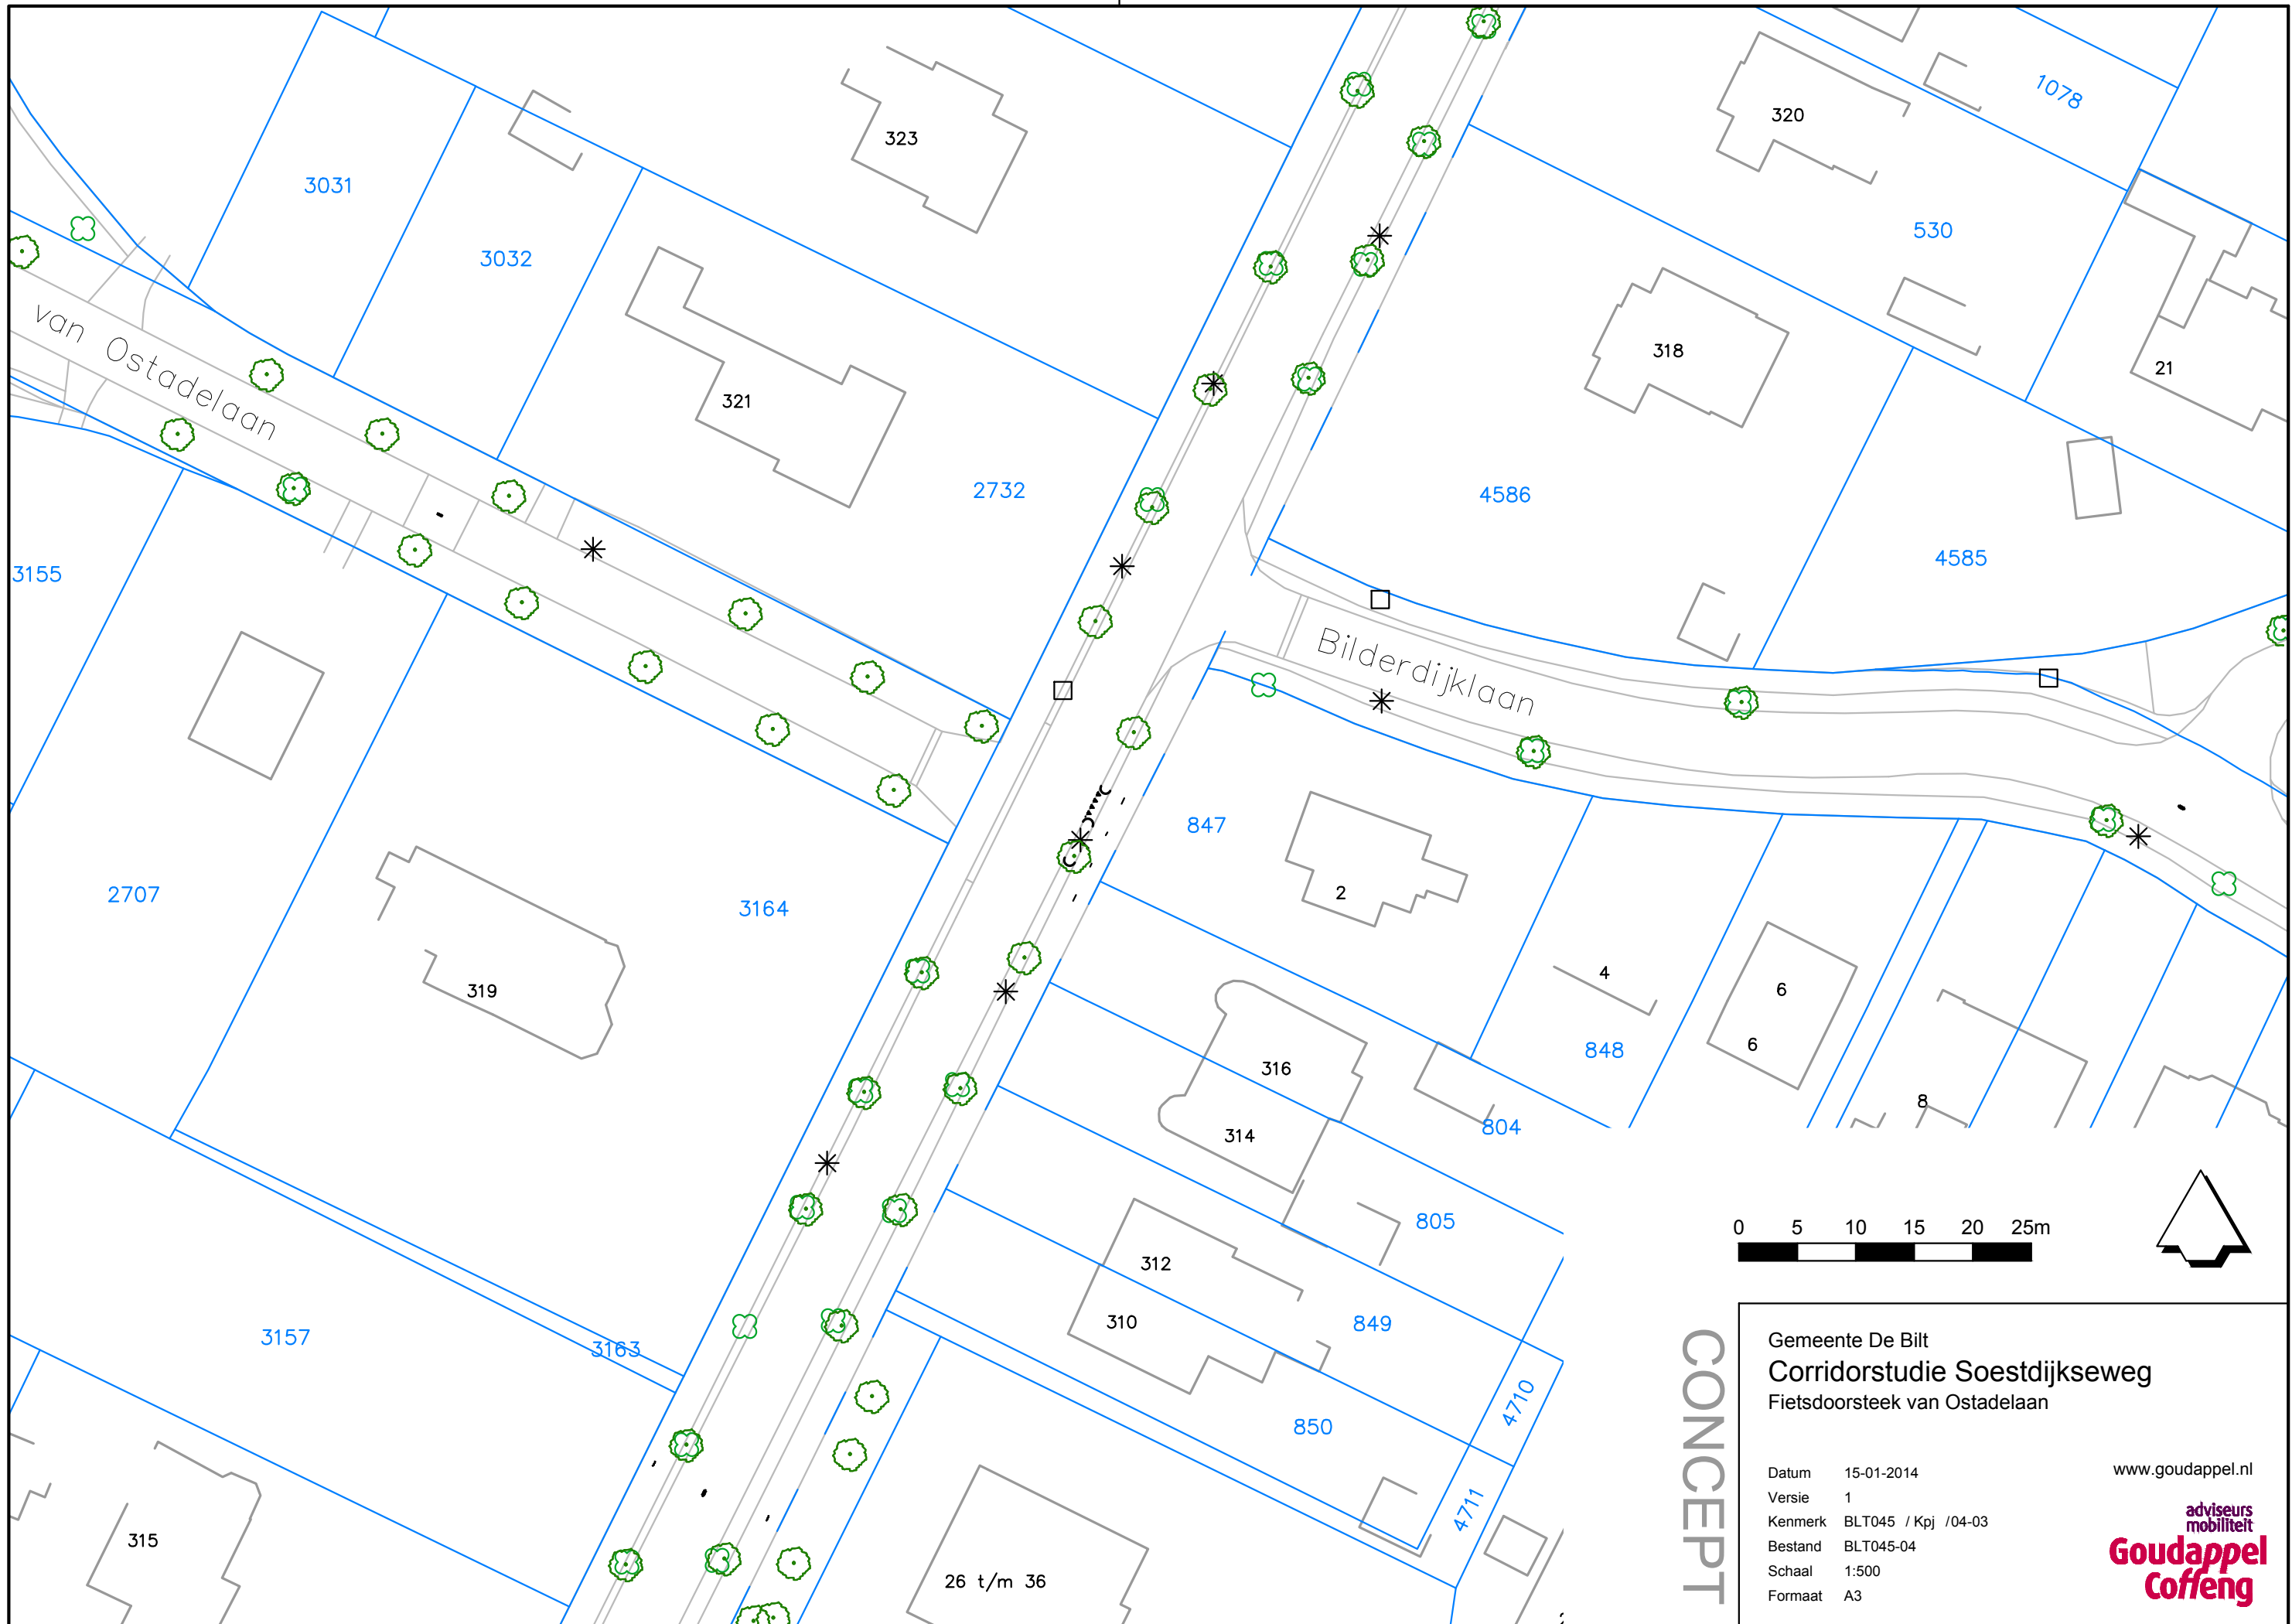 323
320
1078
3031
3032
530
van Ostadelaan
321
318
21
2732
4586
4585
3155
Bilderdijklaan
847
2
2707
3164
319
4
6
6
848
8
316
314
804
805
312
310
849
3157
3163
850
4710
4711
315
26 t/m 36
0 5 10 15 20 25m
CONCEPT
Gemeente De Bilt
Corridorstudie Soestdijkseweg
Fietsdoorsteek van Ostadelaan
Datum 15-01-2014
Versie 1
Kenmerk BLT045 / Kpj /04-03
Bestand BLT045-04
Schaal 1:500
Formaat A3
www.goudappel.nl
adviseurs
mobiliteit
Goudappel
Coffeng